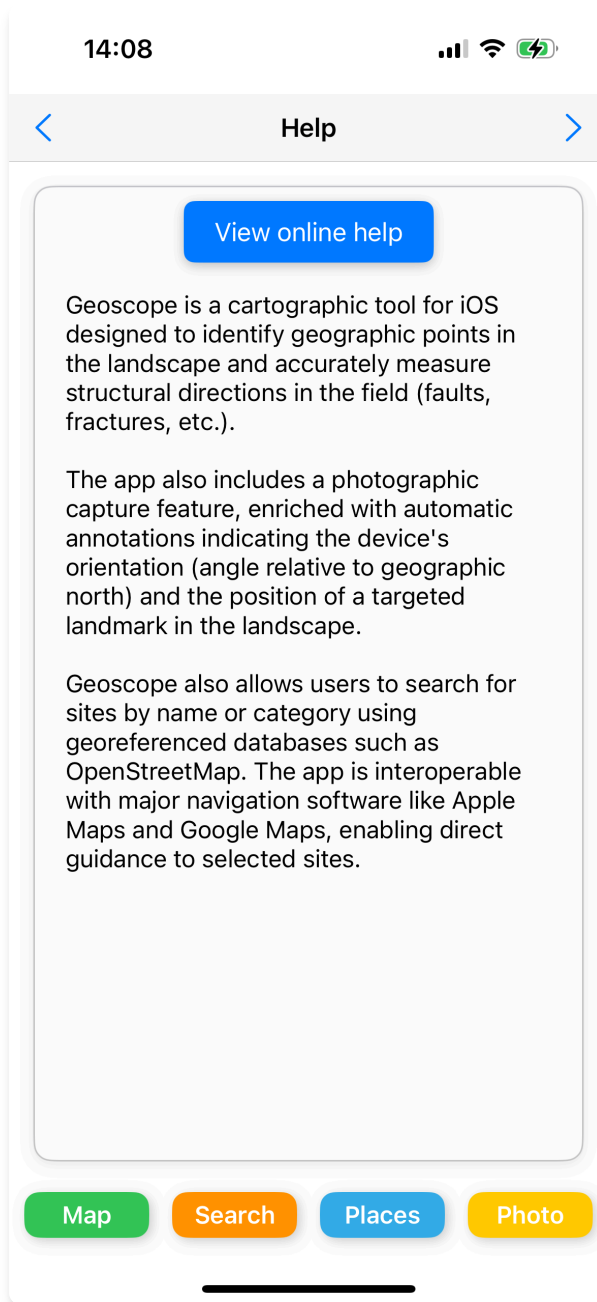 14:08
Help
View online help
Geoscope is a cartographic tool for iOS
designed to identify geographic points in
the landscape and accurately measure
structural directions in the field (faults,
fractures, etc.).
The app also includes a photographic
capture feature, enriched with automatic
annotations indicating the device's
orientation (angle relative to geographic
north) and the position of a targeted
landmark in the landscape.
Geoscope also allows users to search for
sites by name or category using
georeferenced databases such as
OpenStreetMap. The app is interoperable
with major navigation software like Apple
Maps and Google Maps, enabling direct
guidance to selected sites.
Map Search Places Photo